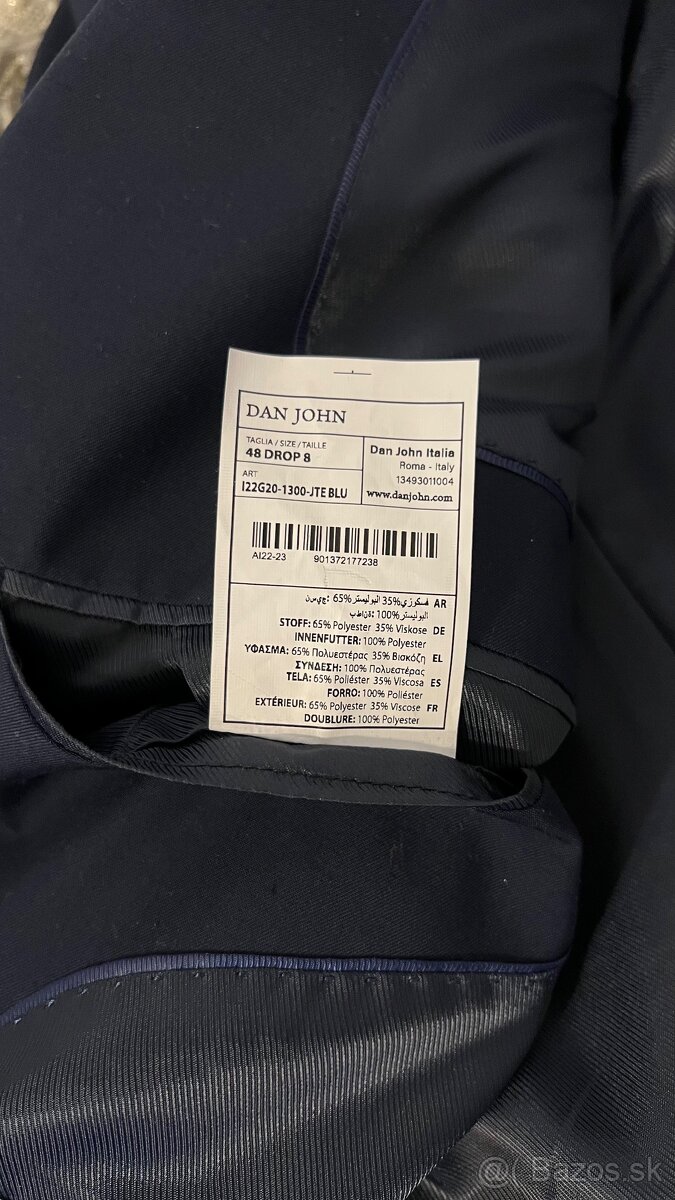 DAN JOHN
TAGLIA / SIZE / TAILLE
48 DROP 8
ART
I22G20-1300-JTE BLU
Dan John Italia
Roma - Italy
13493011004
www.danjohn.com
AI22-23 901372177238
AR
STOFF: 65% Polyester 35% Viskose DE
INNENFUTTER: 100% Polyester
ΥΦΑΣΜΑ: 65% Πολυεστέρας 35% Βισκόζη EL
ΣΥΝΔΕΣΗ: 100% Πολυεστέρας
TELA: 65% Poliéster 35% Viscosa ES
FORRO: 100% Poliéster
EXTÉRIEUR: 65% Polyester 35% Viscose FR
DOUBLURE: 100% Polyester
Bazos.sk